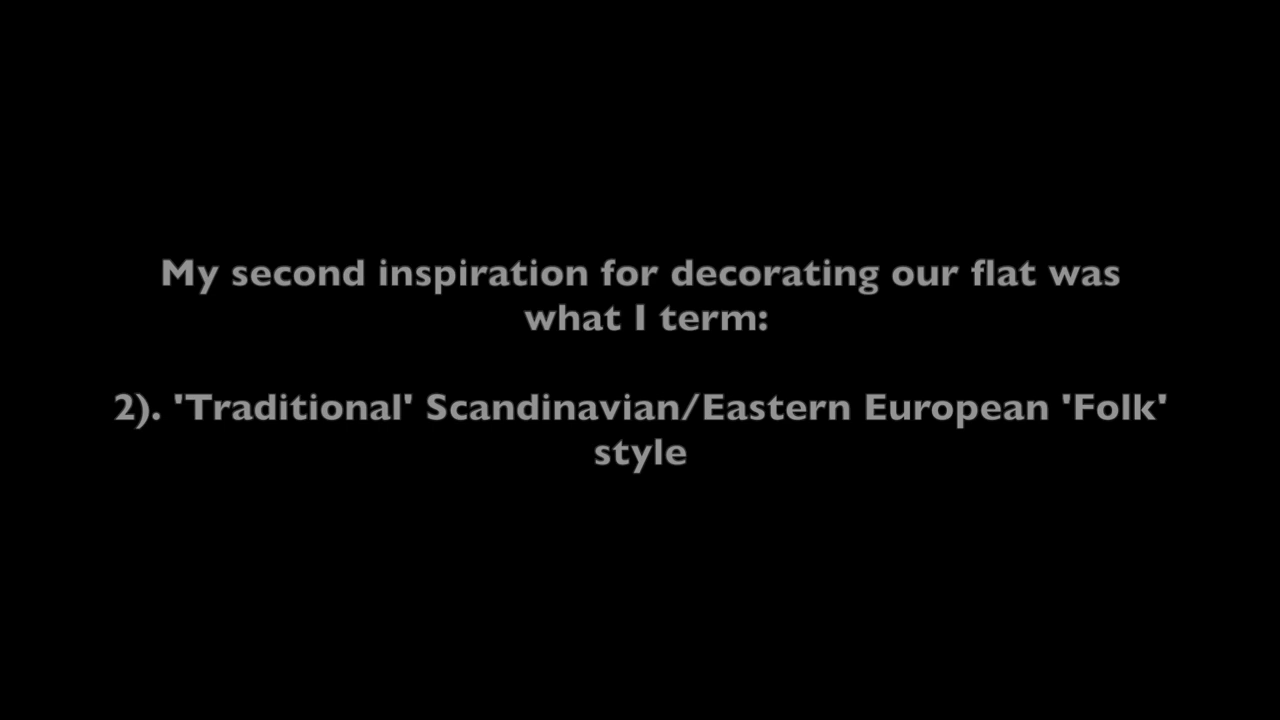 My second inspiration for decorating our flat was
what I term:
2). 'Traditional' Scandinavian/Eastern European 'Folk'
style